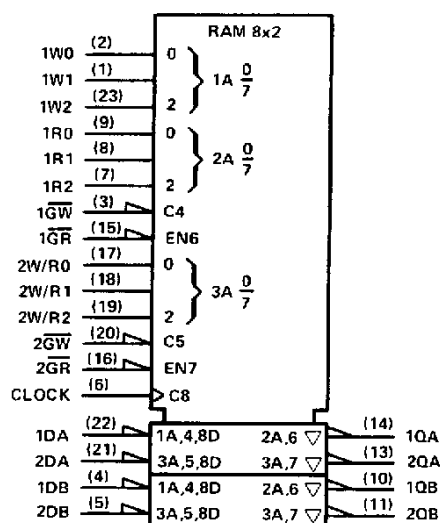 RAM 8x2
1W0 (2) 0
1W1 (1) 1A 0/7
1W2 (23) 2
1R0 (9) 0
1R1 (8) 2A 0/7
1R2 (7) 2
1G̅W̅ (3) C4
1G̅R̅ (15) EN6
2W/R0 (17) 0
2W/R1 (18) 3A 0/7
2W/R2 (19) 2
2G̅W̅ (20) C5
2G̅R̅ (16) EN7
CLOCK (6) C8
1DA (22) 1A,4,8D 2A,6 ▽ (14) 1QA
2DA (21) 3A,5,8D 3A,7 ▽ (13) 2QA
1DB (4) 1A,4,8D 2A,6 ▽ (10) 1QB
2DB (5) 3A,5,8D 3A,7 ▽ (11) 2QB